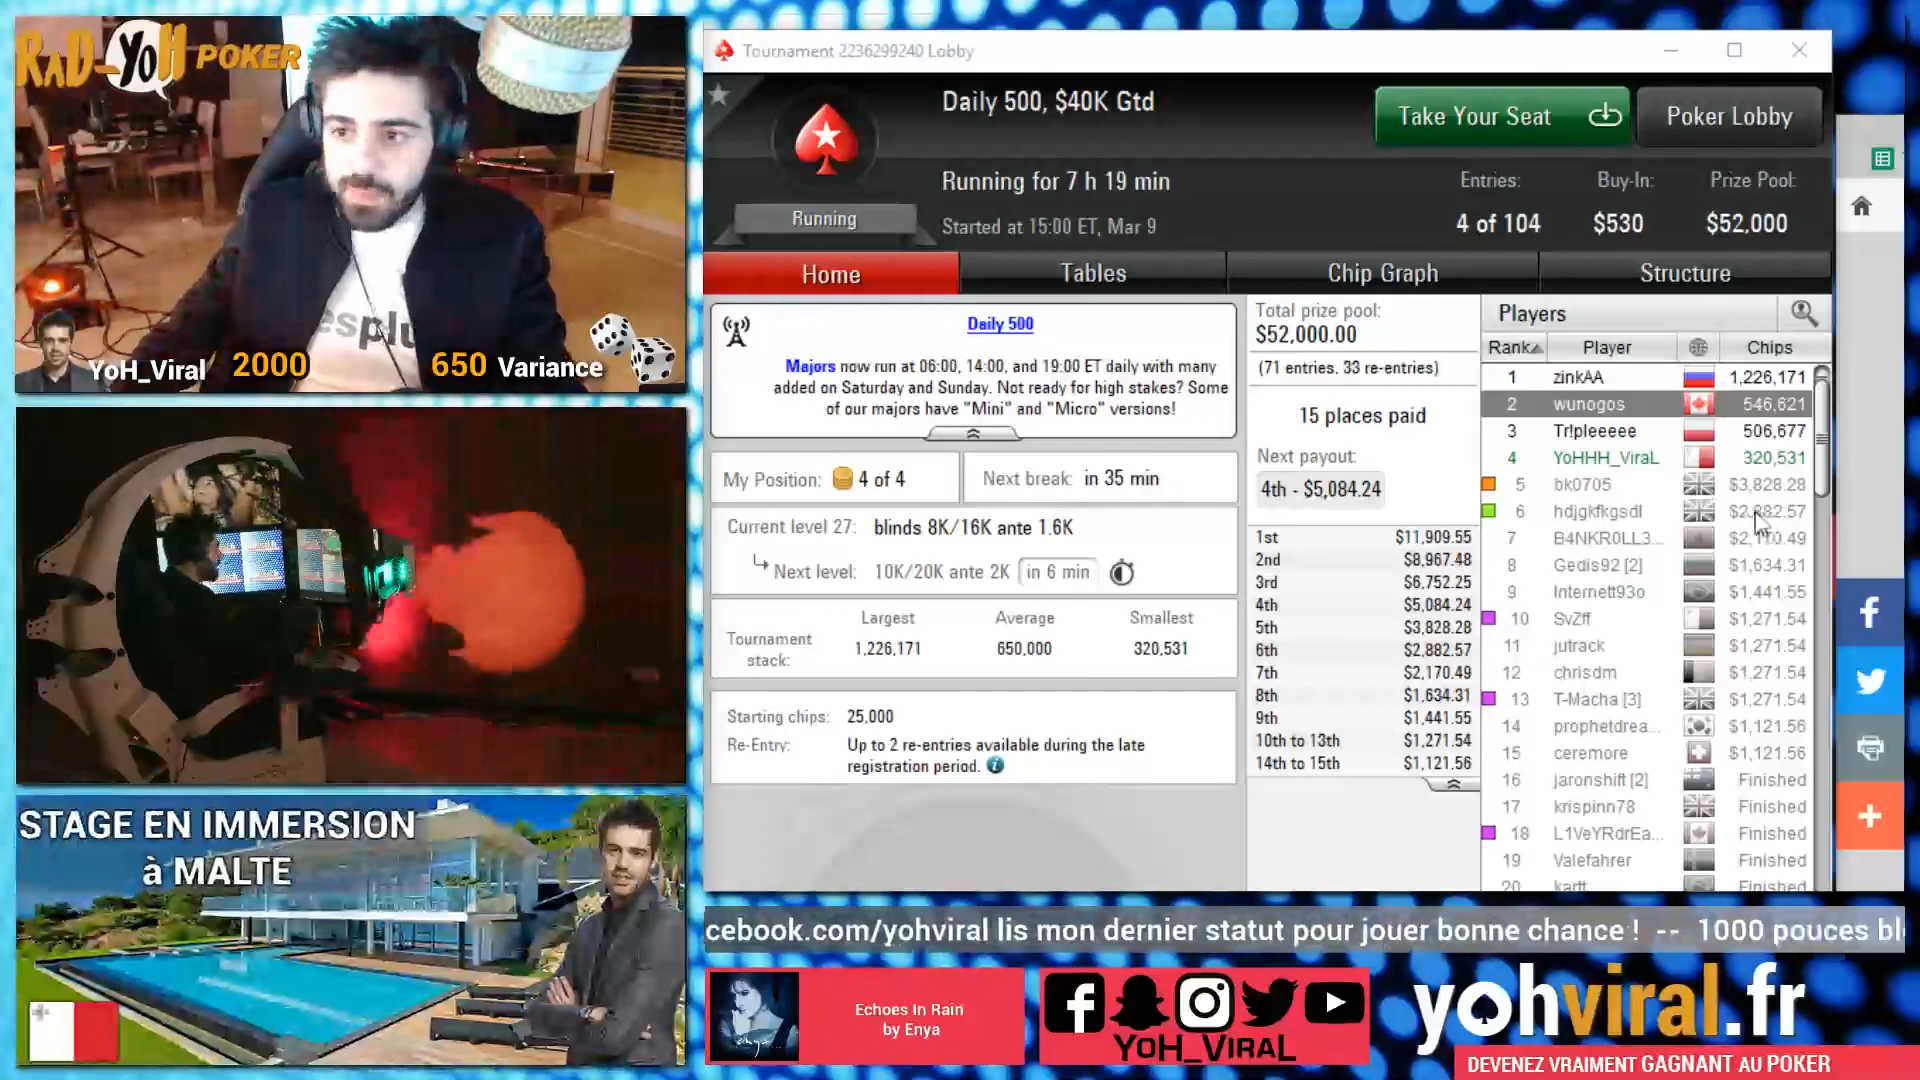 RAD-YoH POKER
YoH_Viral 2000 650 Variance
esplu
STAGE EN IMMERSION
à MALTE
Tournament 2236299240 Lobby
Daily 500, $40K Gtd
Take Your Seat
Poker Lobby
Running
Running for 7 h 19 min
Started at 15:00 ET, Mar 9
Entries: Buy-In: Prize Pool:
4 of 104 $530 $52,000
Home Tables Chip Graph Structure
Daily 500
Majors now run at 06:00, 14:00, and 19:00 ET daily with many
added on Saturday and Sunday. Not ready for high stakes? Some
of our majors have "Mini" and "Micro" versions!
My Position: 4 of 4
Next break: in 35 min
Current level 27: blinds 8K/16K ante 1.6K
Next level: 10K/20K ante 2K in 6 min
Largest Average Smallest
Tournament
stack:
1,226,171 650,000 320,531
Starting chips: 25,000
Re-Entry: Up to 2 re-entries available during the late
registration period.
Total prize pool:
$52,000.00
(71 entries, 33 re-entries)
15 places paid
Next payout:
4th - $5,084.24
1st $11,909.55
2nd $8,967.48
3rd $6,752.25
4th $5,084.24
5th $3,828.28
6th $2,882.57
7th $2,170.49
8th $1,634.31
9th $1,441.55
10th to 13th $1,271.54
14th to 15th $1,121.56
Players
Rank Player Chips
1 zinkAA 1,226,171
2 wunogos 546,621
3 Tr!pleeeee 506,677
4 YoHHH_ViraL 320,531
5 bk0705 $3,828.28
6 hdjgkfkgsdl $2,882.57
7 B4NKR0LL3... $2,170.49
8 Gedis92 [2] $1,634.31
9 Internett93o $1,441.55
10 SvZff $1,271.54
11 jutrack $1,271.54
12 chrisdm $1,271.54
13 T-Macha [3] $1,271.54
14 prophetdrea... $1,121.56
15 ceremore $1,121.56
16 jaronshift [2] Finished
17 krispinn78 Finished
18 L1VeYRdrEa... Finished
19 Valefahrer Finished
20 kartt Finished
cebook.com/yohviral lis mon dernier statut pour jouer bonne chance ! -- 1000 pouces bl
Echoes In Rain
by Enya
YoH_ViraL
yohviral.fr
DEVENEZ VRAIMENT GAGNANT AU POKER